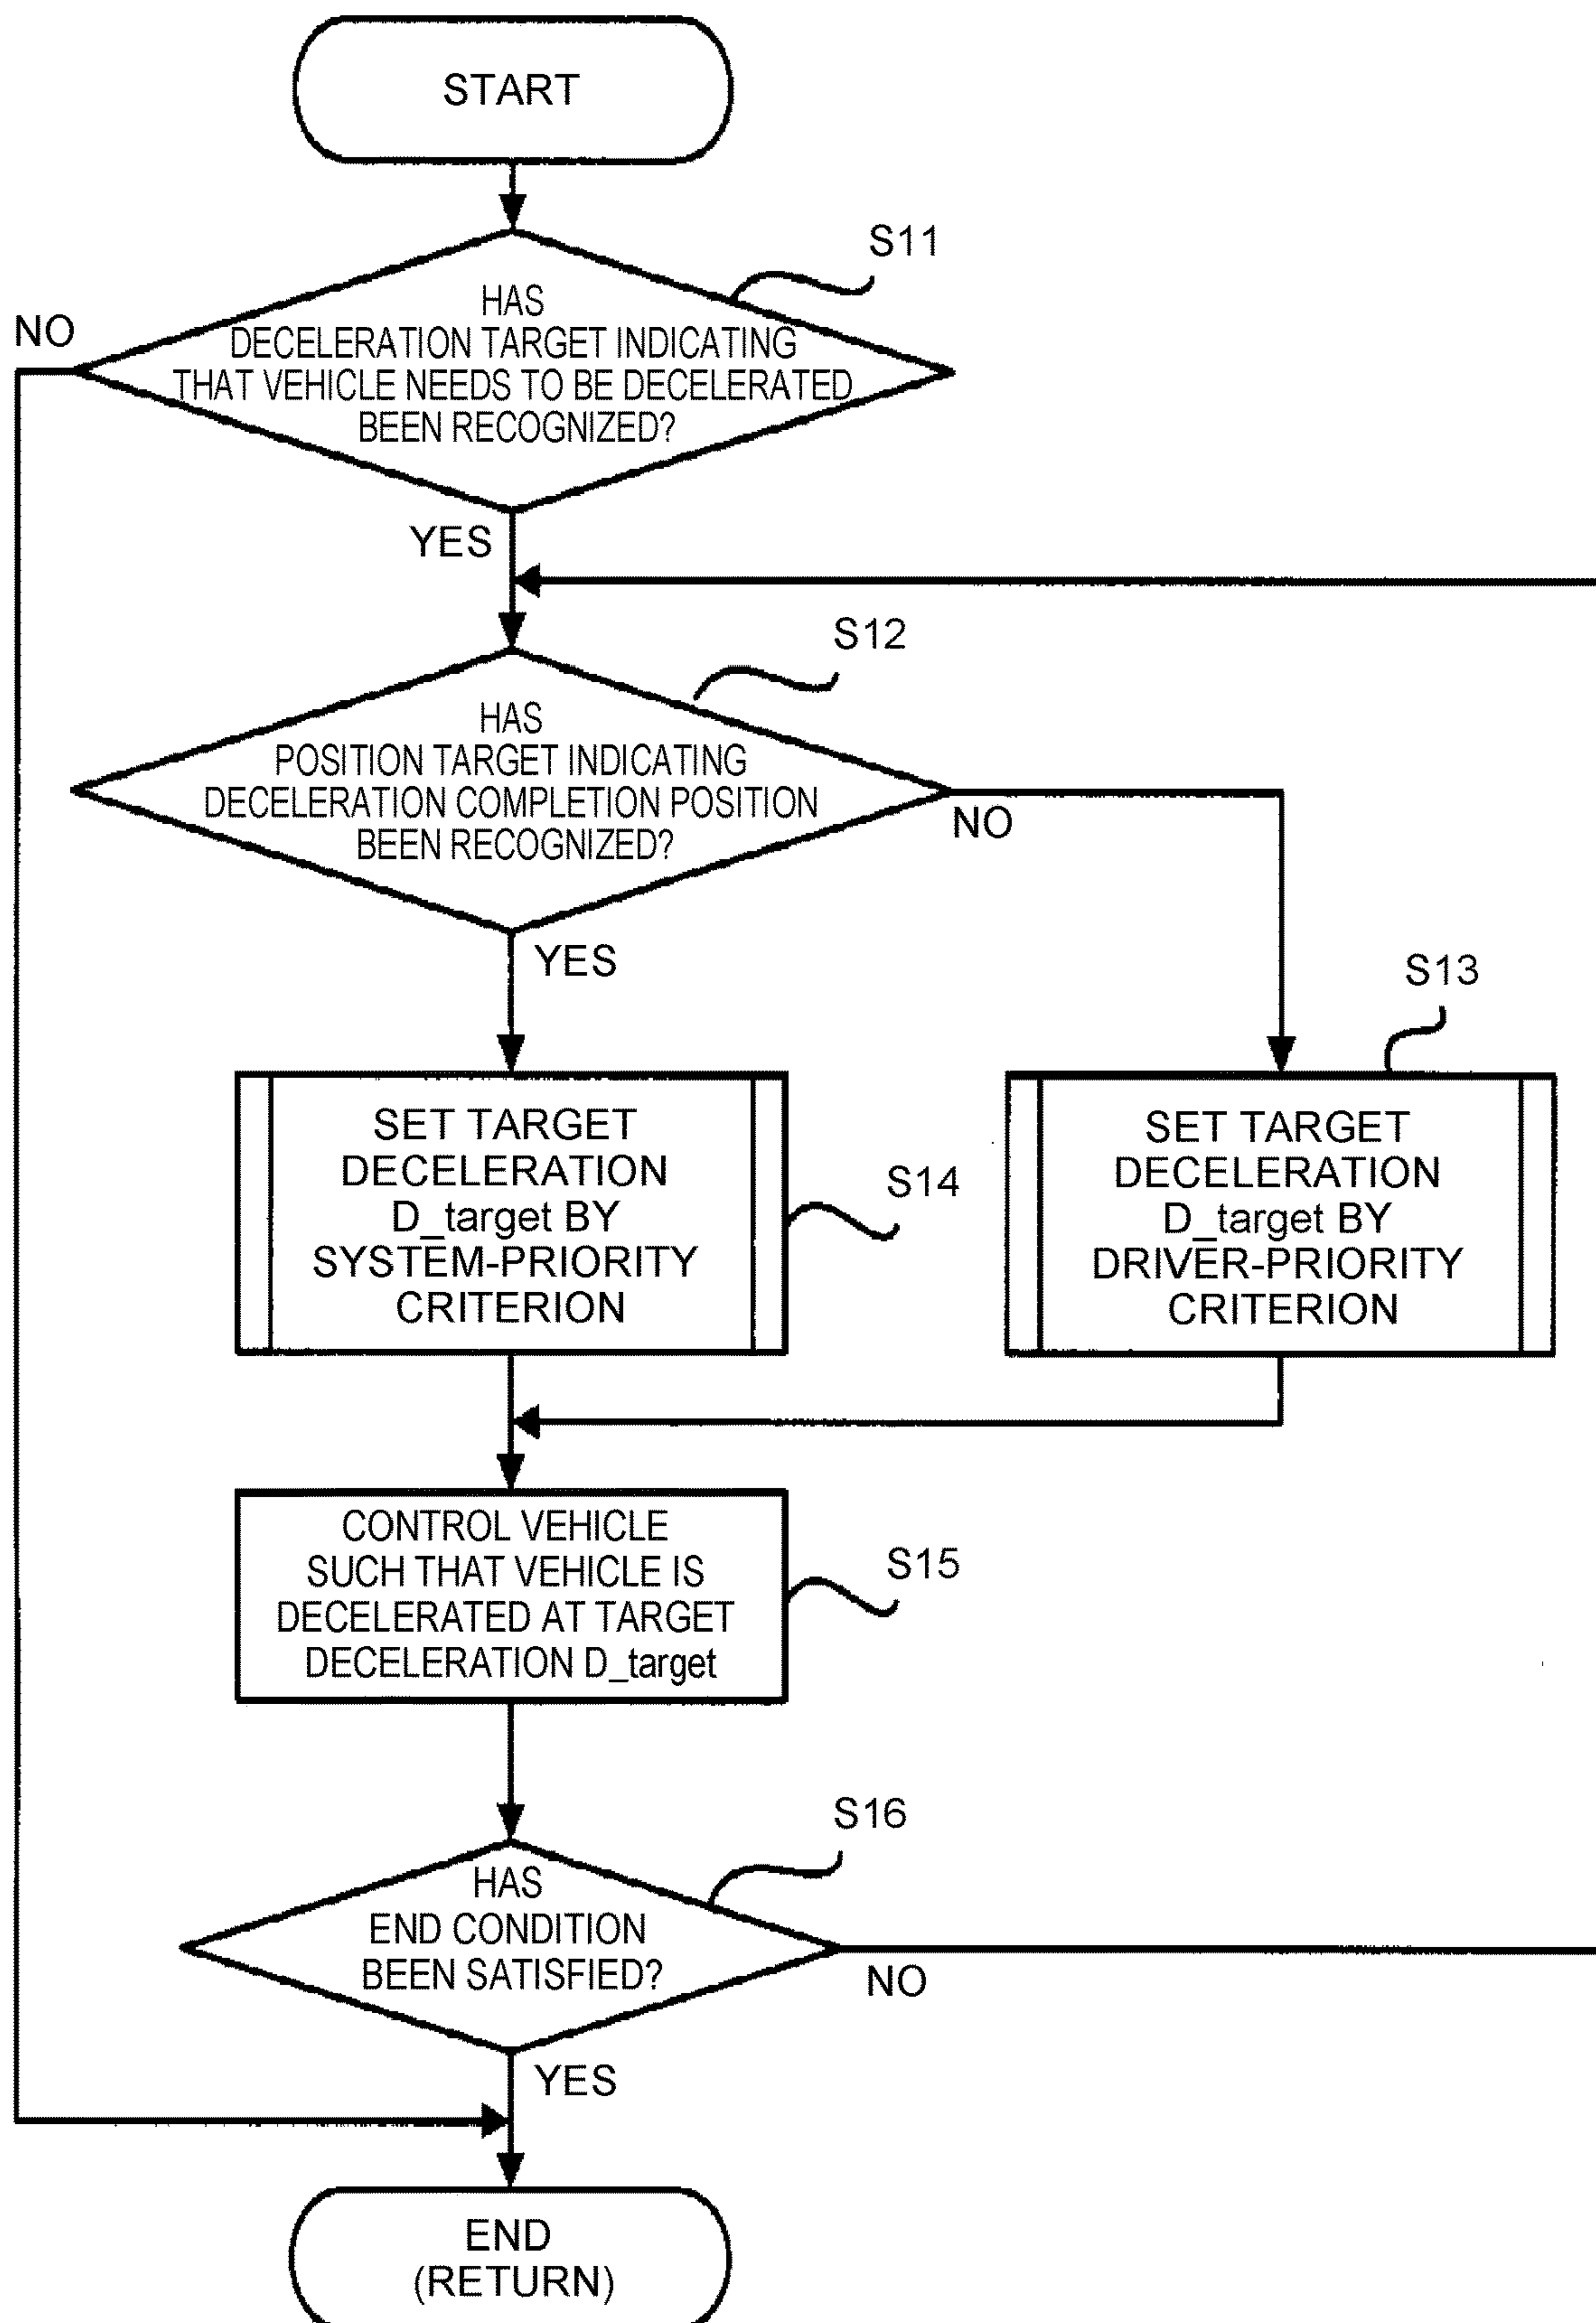 START
S11
HAS
DECELERATION TARGET INDICATING
THAT VEHICLE NEEDS TO BE DECELERATED
BEEN RECOGNIZED?
NO
YES
S12
HAS
POSITION TARGET INDICATING
DECELERATION COMPLETION POSITION
BEEN RECOGNIZED?
NO
YES
S13
SET TARGET
DECELERATION
D_target BY
SYSTEM-PRIORITY
CRITERION
S14
SET TARGET
DECELERATION
D_target BY
DRIVER-PRIORITY
CRITERION
CONTROL VEHICLE
SUCH THAT VEHICLE IS
DECELERATED AT TARGET
DECELERATION D_target
S15
S16
HAS
END CONDITION
BEEN SATISFIED?
NO
YES
END
(RETURN)